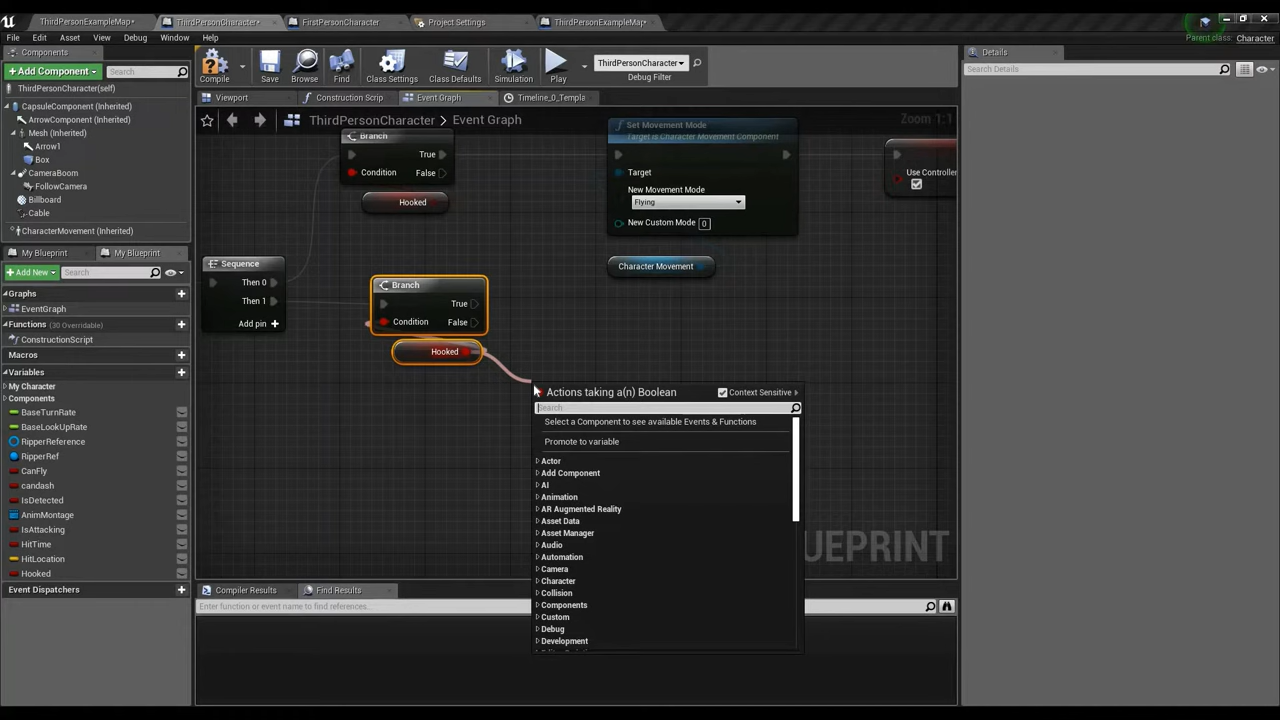 ThirdPersonExampleMap*
ThirdPersonCharacter*
FirstPersonCharacter
Project Settings
ThirdPersonExampleMap*
File Edit Asset View Debug Window Help
Parent class: Character
Components
+ Add Component
Search
ThirdPersonCharacter(self)
CapsuleComponent (Inherited)
ArrowComponent (Inherited)
Mesh (Inherited)
Arrow1
Box
CameraBoom
FollowCamera
Billboard
Cable
CharacterMovement (Inherited)
My Blueprint
My Blueprint
+ Add New
Search
Graphs
EventGraph
Functions (30 Overridable)
ConstructionScript
Macros
Variables
My Character
Components
BaseTurnRate
BaseLookUpRate
RipperReference
RipperRef
CanFly
candash
IsDetected
AnimMontage
IsAttacking
HitTime
HitLocation
Hooked
Event Dispatchers
Compile
Save
Browse
Find
Class Settings
Class Defaults
Simulation
Play
ThirdPersonCharacter
Debug Filter
Viewport
Construction Scrip
Event Graph
Timeline_0_Templa
ThirdPersonCharacter > Event Graph
Zoom 1:1
Branch
True
Condition False
Hooked
Set Movement Mode
Target is Character Movement Component
Target
New Movement Mode
Flying
New Custom Mode 0
Character Movement
Use Controller
Sequence
Then 0
Then 1
Add pin +
Branch
True
Condition False
Hooked
Actions taking a(n) Boolean
Context Sensitive
Search
Select a Component to see available Events & Functions
Promote to variable
Actor
Add Component
AI
Animation
AR Augmented Reality
Asset Data
Asset Manager
Audio
Automation
Camera
Character
Collision
Components
Custom
Debug
Development
UEPRINT
Compiler Results
Find Results
Enter function or event name to find references...
Details
Search Details